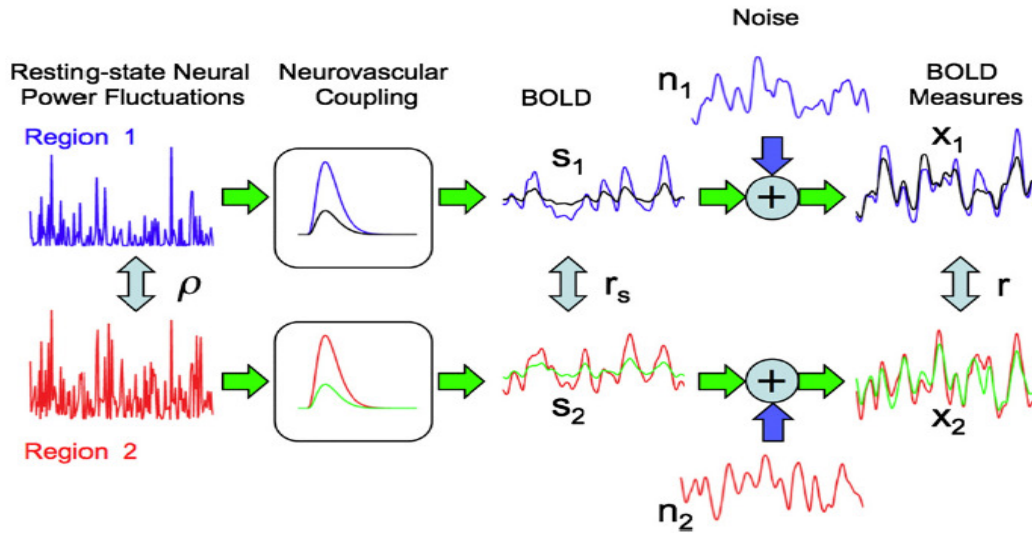 Noise
Resting-state Neural
Power Fluctuations
Neurovascular
Coupling
BOLD
BOLD
Measures
n1
Region 1
s1
x1
+
ρ
rs
r
+
s2
x2
Region 2
n2